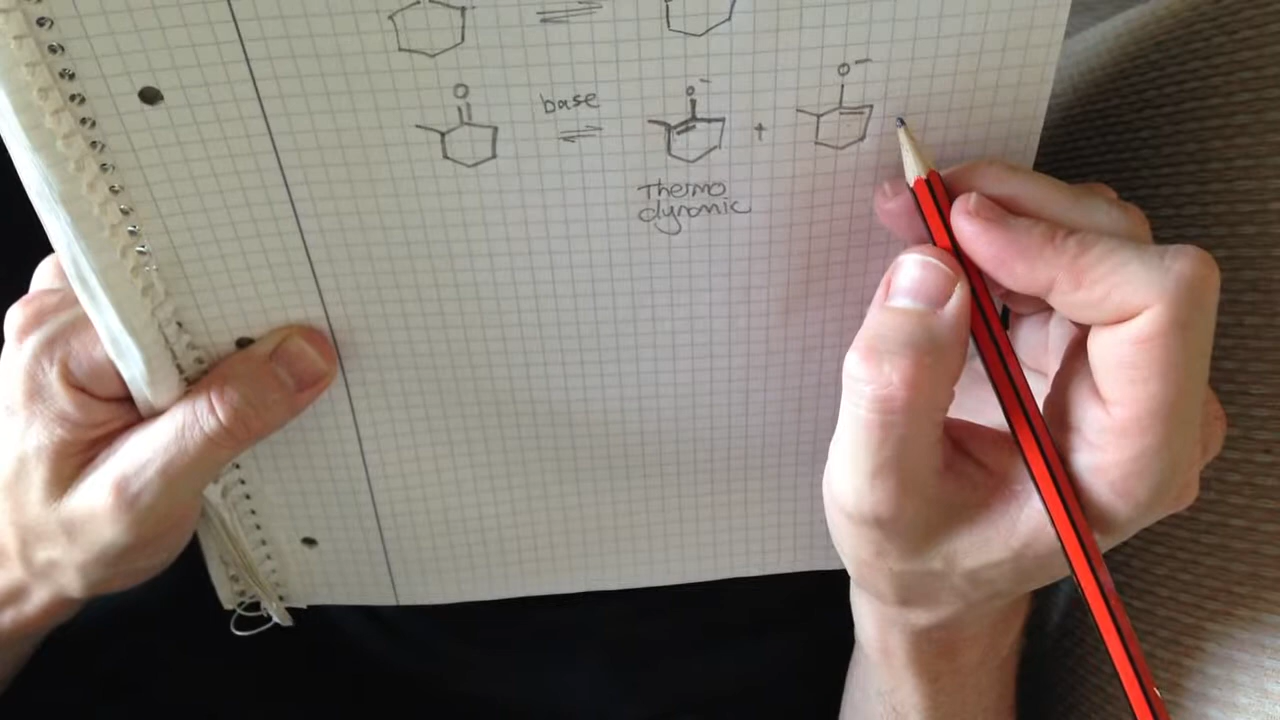 O
base
O⁻
+
O⁻
Thermo
dynamic